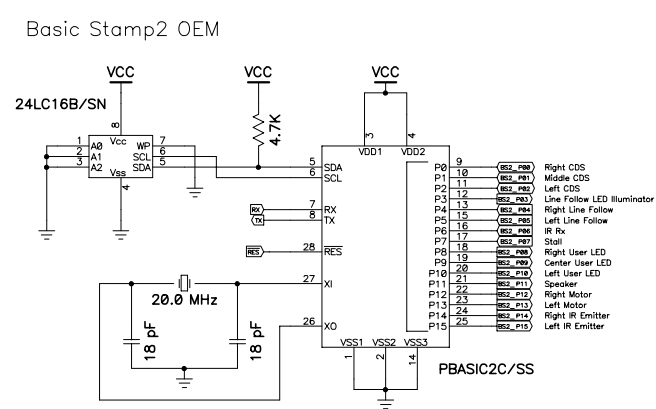 Basic Stamp2 OEM
VCC VCC VCC
24LC16B/SN
8
Vcc
1 A0 WP 7
2 A1 SCL 6
3 A2 SDA 5
Vss
4
4.7K
3 4
VDD1 VDD2
5 SDA
6 SCL
7 RX
8 TX
28 RES
27 XI
26 XO
RX
TX
RES
20.0 MHz
18 pF
18 pF
P0 9 BS2_P00 Right CDS
P1 10 BS2_P01 Middle CDS
P2 11 BS2_P02 Left CDS
P3 12 BS2_P03 Line Follow LED Illuminator
P4 13 BS2_P04 Right Line Follow
P5 15 BS2_P05 Left Line Follow
P6 16 BS2_P06 IR Rx
P7 17 BS2_P07 Stall
P8 18 BS2_P08 Right User LED
P9 19 BS2_P09 Center User LED
P10 20 BS2_P10 Left User LED
P11 21 BS2_P11 Speaker
P12 22 BS2_P12 Right Motor
P13 23 BS2_P13 Left Motor
P14 24 BS2_P14 Right IR Emitter
P15 25 BS2_P15 Left IR Emitter
VSS1 VSS2 VSS3
1 2 14
PBASIC2C/SS